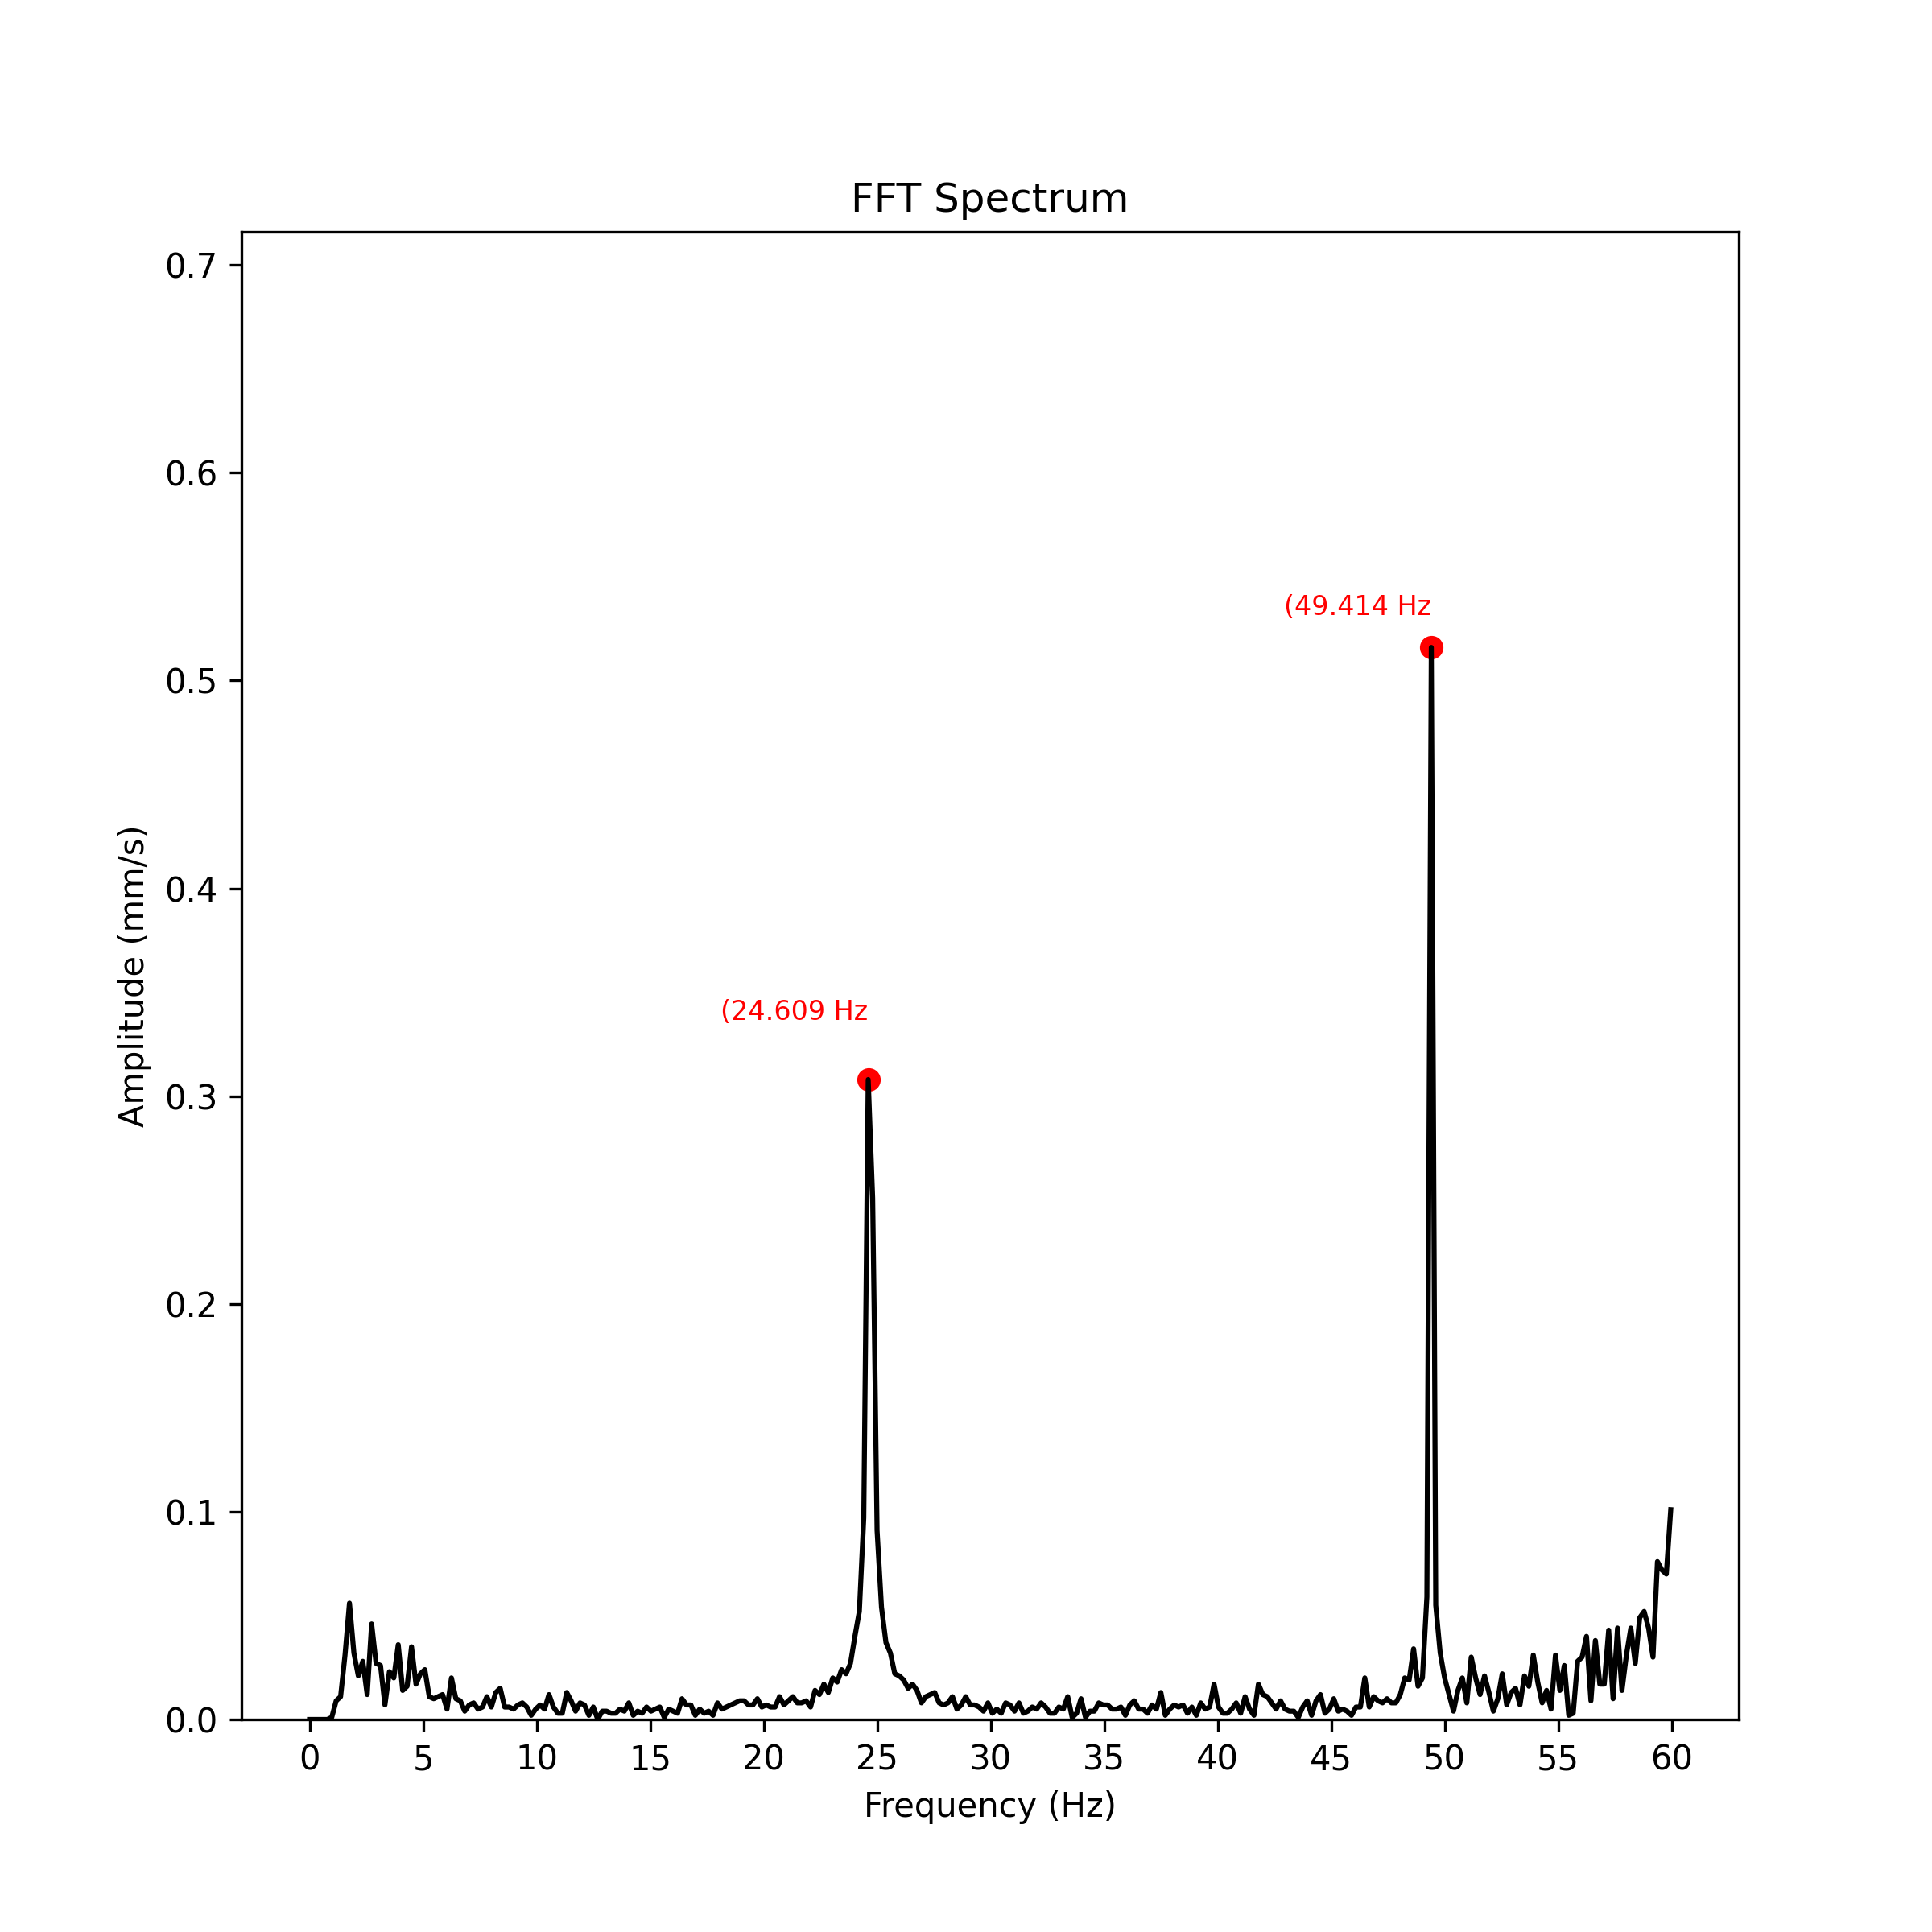 FFT Spectrum
0.7
0.6
(49.414 Hz
0.5
0.4
(24.609 Hz
0.3
0.2
0.1
0.0
Amplitude (mm/s)
0 5 10 15 20 25 30 35 40 45 50 55 60
Frequency (Hz)